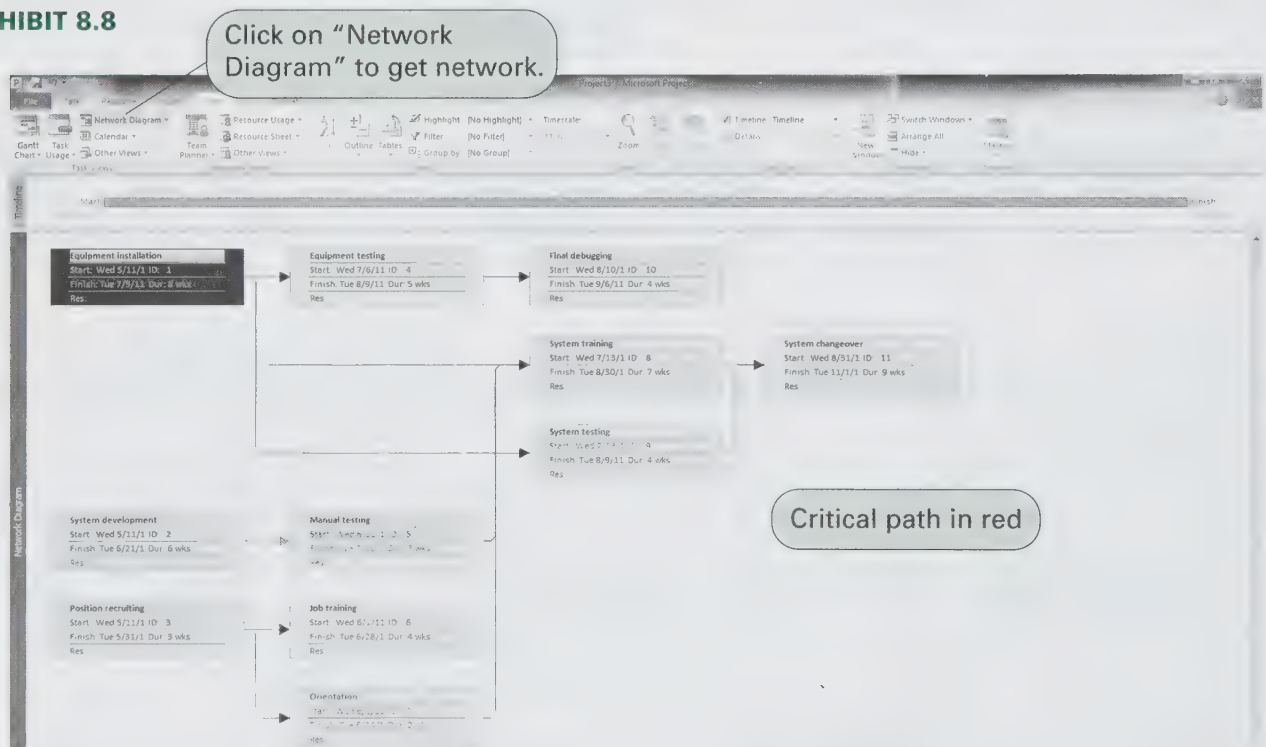 HIBIT 8.8
Click on "Network
Diagram" to get network.
Projects - Microsoft Project
File Task
Network Diagram
Calendar
Other Views
Gantt Chart
Task Usage
Team Planner
Resource Usage
Resource Sheet
Other Views
Outline Tables
Highlight [No Highlight]
Filter [No Filter]
Group by [No Group]
Timescale:
Zoom
Timeline Timeline
Details
New Window
Switch Windows
Arrange All
Hide
Task Views
Timeline
Start
Finish
Network Diagram
Equipment installation
Start: Wed 5/11/1 ID: 1
Finish: Tue 7/5/11 Dur: 8 wks
Res:
Equipment testing
Start Wed 7/6/11 ID 4
Finish Tue 8/9/11 Dur 5 wks
Res
Final debugging
Start Wed 8/10/1 ID 10
Finish Tue 9/6/11 Dur 4 wks
Res
System training
Start Wed 7/13/1 ID 8
Finish Tue 8/30/1 Dur 7 wks
Res
System changeover
Start Wed 8/31/1 ID 11
Finish Tue 11/1/1 Dur 9 wks
Res
System testing
Start Wed 9
Finish Tue 8/9/11 Dur 4 wks
Res
Critical path in red
System development
Start Wed 5/11/1 ID 2
Finish Tue 6/21/1 Dur 6 wks
Res
Manual testing
Start 5
wks
Position recruiting
Start Wed 5/11/1 ID 3
Finish Tue 5/31/1 Dur 3 wks
Res
Job training
Start Wed 6/1/11 ID 6
Finish Tue 6/28/1 Dur 4 wks
Res
Orientation
Res